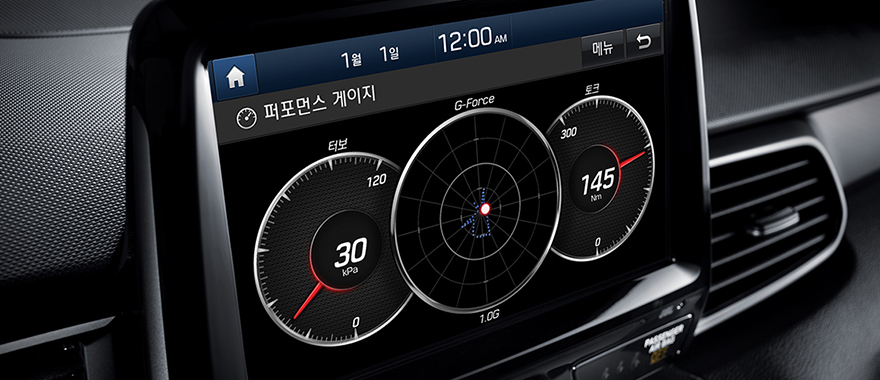 1월 1일 12:00 AM
메뉴
퍼포먼스 게이지
터보
120
30
kPa
0
G-Force
1.0G
토크
300
145
Nm
0
PASSENGER
AIR BAG